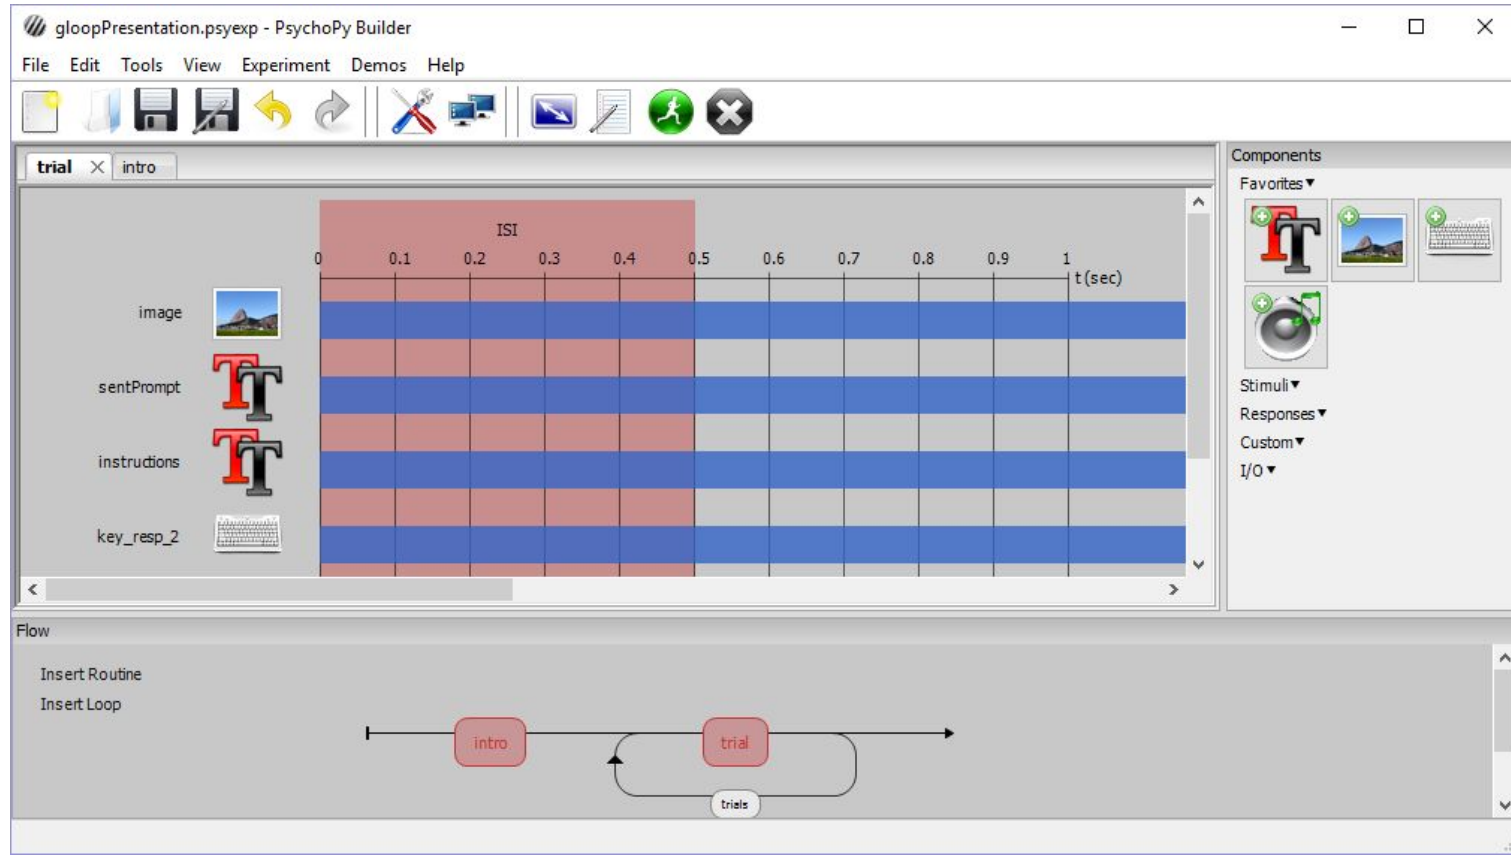 gloopPresentation.psyexp - PsychoPy Builder
File Edit Tools View Experiment Demos Help
trial intro
ISI
0 0.1 0.2 0.3 0.4 0.5 0.6 0.7 0.8 0.9 1
t(sec)
image
sentPrompt
instructions
key_resp_2
Components
Favorites▼
Stimuli▼
Responses▼
Custom▼
I/O▼
Flow
Insert Routine
Insert Loop
intro
trial
trials